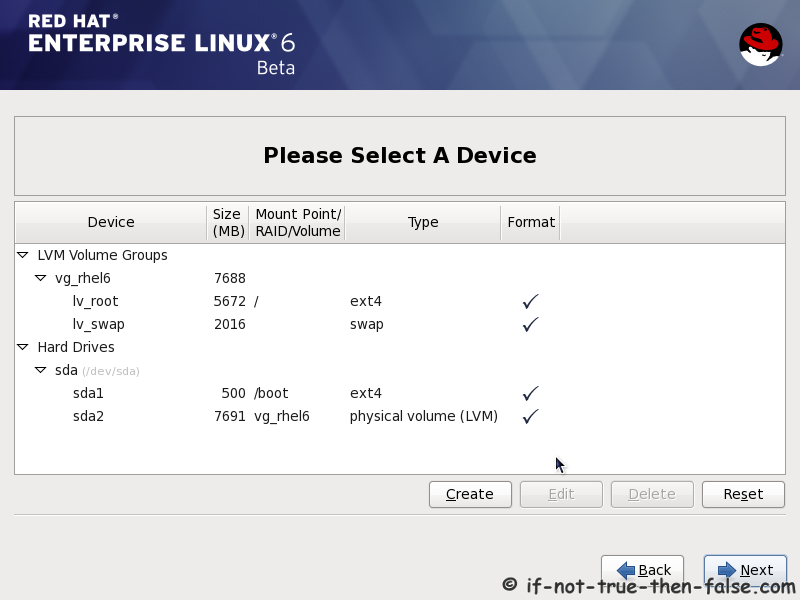 RED HAT®
ENTERPRISE LINUX® 6
Beta
Please Select A Device
Device Size (MB) Mount Point/ RAID/Volume Type Format
LVM Volume Groups
vg_rhel6 7688
lv_root 5672 / ext4 ✓
lv_swap 2016 swap ✓
Hard Drives
sda (/dev/sda)
sda1 500 /boot ext4 ✓
sda2 7691 vg_rhel6 physical volume (LVM) ✓
Create Edit Delete Reset
Back Next
© if-not-true-then-false.com